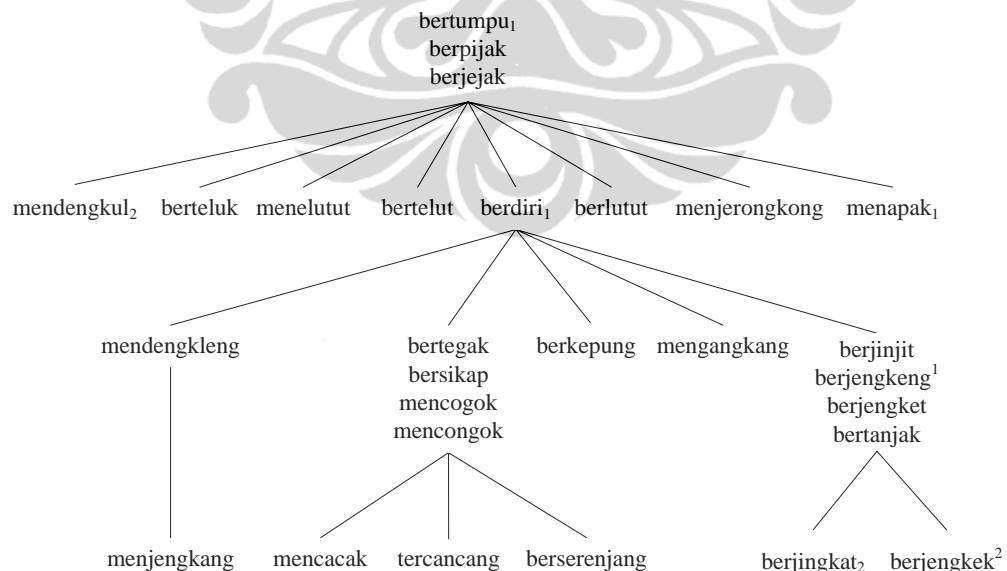 bertumpu₁
berpijak
berjejak
mendengkul₂ berteluk menelutut bertelut berdiri₁ berlutut menjerongkong menapak₁
mendengkleng bertegak berkepung mengangkang berjinjit
bersikap berjengkeng¹
mencogok berjengket
mencongok bertanjak
menjengkang mencacak tercancang berserenjang berjingkat₂ berjengkek²